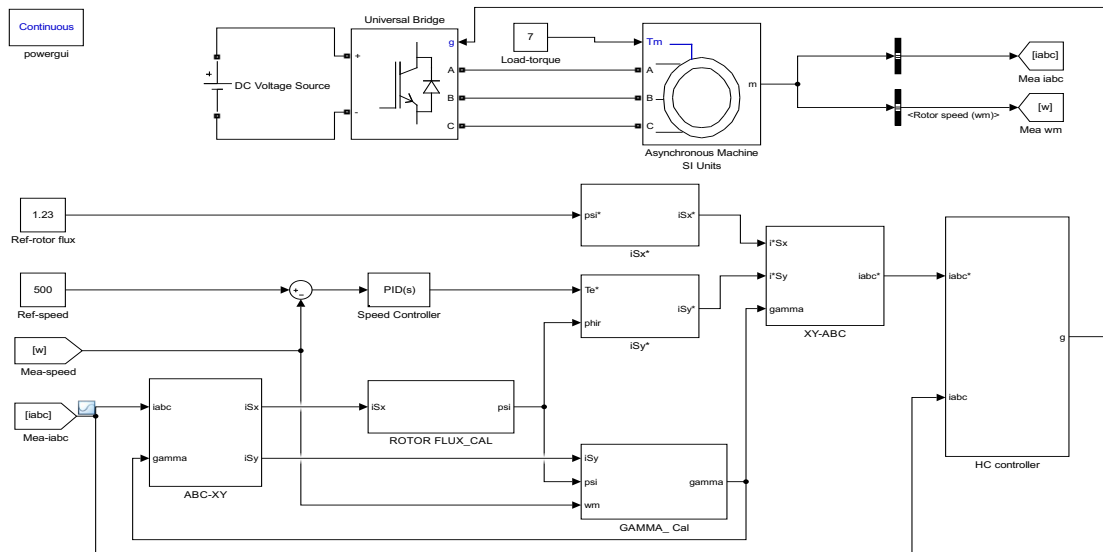 Continuous
powergui
DC Voltage Source
+
+
-
Universal Bridge
g
A
B
C
7
Load-torque
Tm
A
B
C
m
Asynchronous Machine
SI Units
[iabc]
Mea iabc
<Rotor speed (wm)>
[w]
Mea wm
1.23
Ref-rotor flux
psi*
iSx*
iSx*
500
Ref-speed
+
-
PID(s)
Speed Controller
Te*
phir
iSy*
iSy*
i*Sx
i*Sy
gamma
iabc*
XY-ABC
iabc*
iabc
g
HC controller
[w]
Mea-speed
[iabc]
Mea-iabc
iabc
gamma
iSx
iSy
ABC-XY
iSx
psi
ROTOR FLUX_CAL
iSy
psi
wm
gamma
GAMMA_ Cal